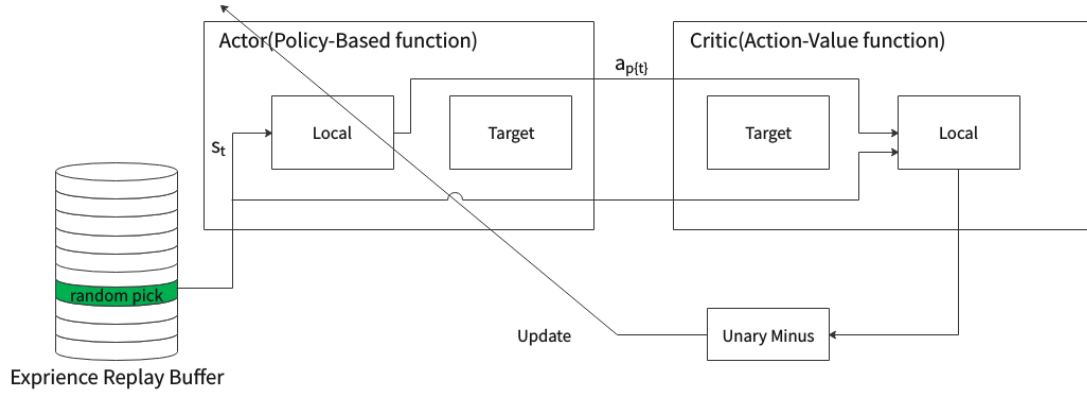 Actor(Policy-Based function)
Critic(Action-Value function)
a_p{t}
Local
Target
Target
Local
s_t
random pick
Update
Unary Minus
Exprience Replay Buffer